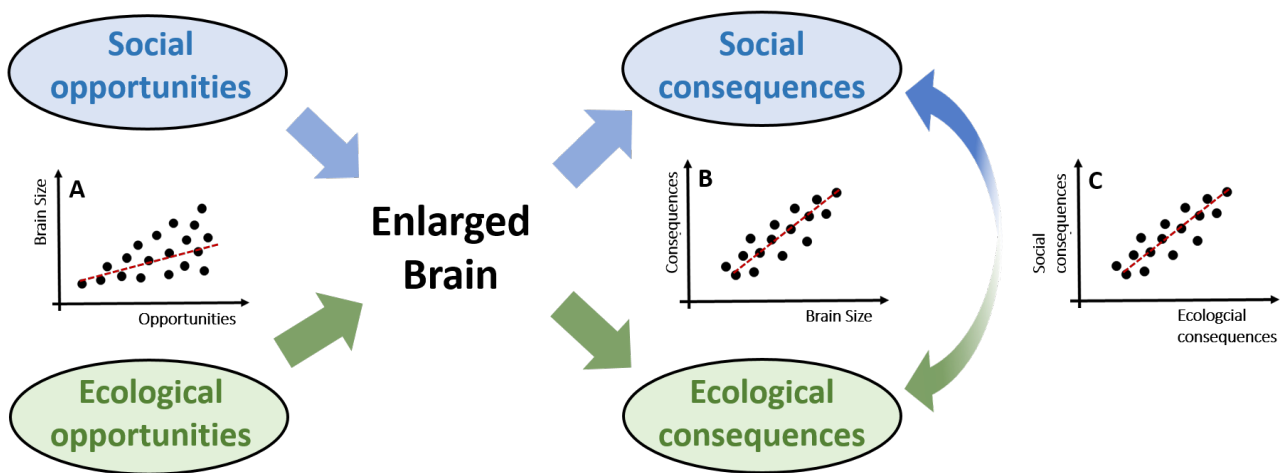 Social
opportunities
Social
consequences
A
Brain Size
Opportunities
Enlarged
Brain
B
Consequences
Brain Size
C
Social
consequences
Ecologcial
consequences
Ecological
opportunities
Ecological
consequences